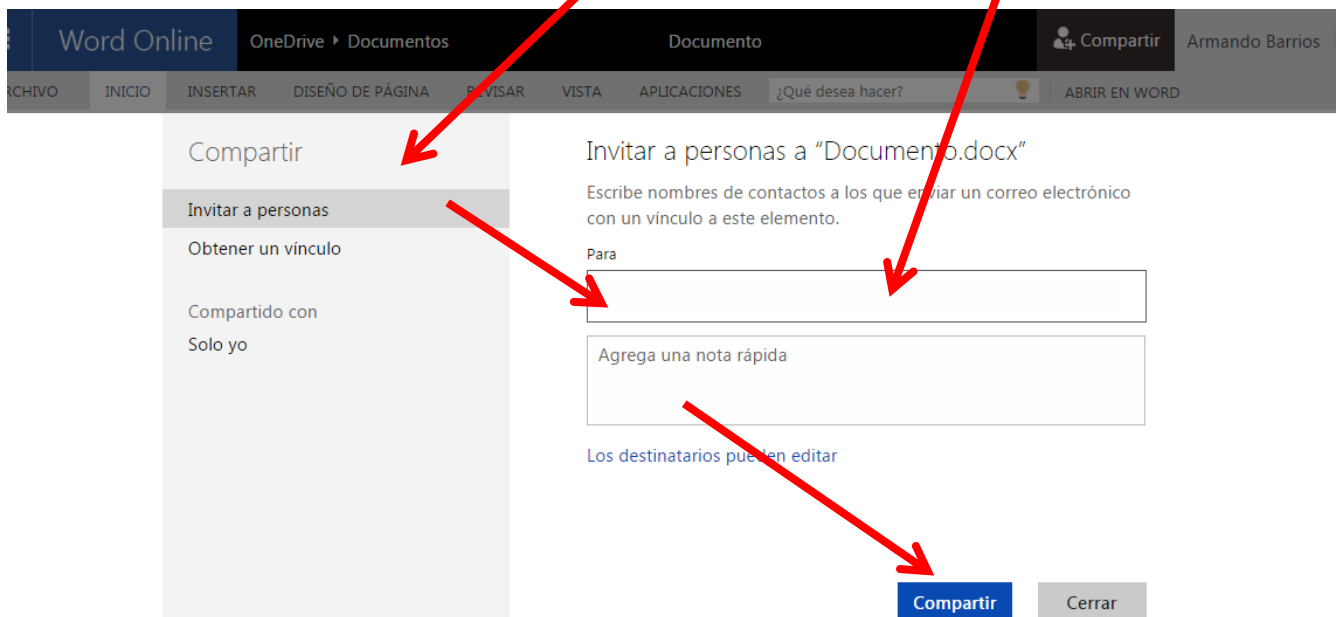 Word Online OneDrive ▸ Documentos Documento Compartir Armando Barrios
RCHIVO INICIO INSERTAR DISEÑO DE PÁGINA REVISAR VISTA APLICACIONES ¿Qué desea hacer? ABRIR EN WORD
Compartir
Invitar a personas
Obtener un vínculo
Compartido con
Solo yo
Invitar a personas a “Documento.docx”
Escribe nombres de contactos a los que enviar un correo electrónico
con un vínculo a este elemento.
Para
Agrega una nota rápida
Los destinatarios pueden editar
Compartir Cerrar